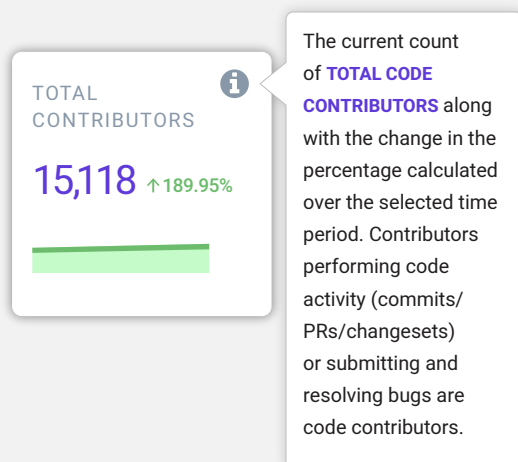 TOTAL
CONTRIBUTORS
15,118 ↑189.95%
The current count
of TOTAL CODE
CONTRIBUTORS along
with the change in the
percentage calculated
over the selected time
period. Contributors
performing code
activity (commits/
PRs/changesets)
or submitting and
resolving bugs are
code contributors.